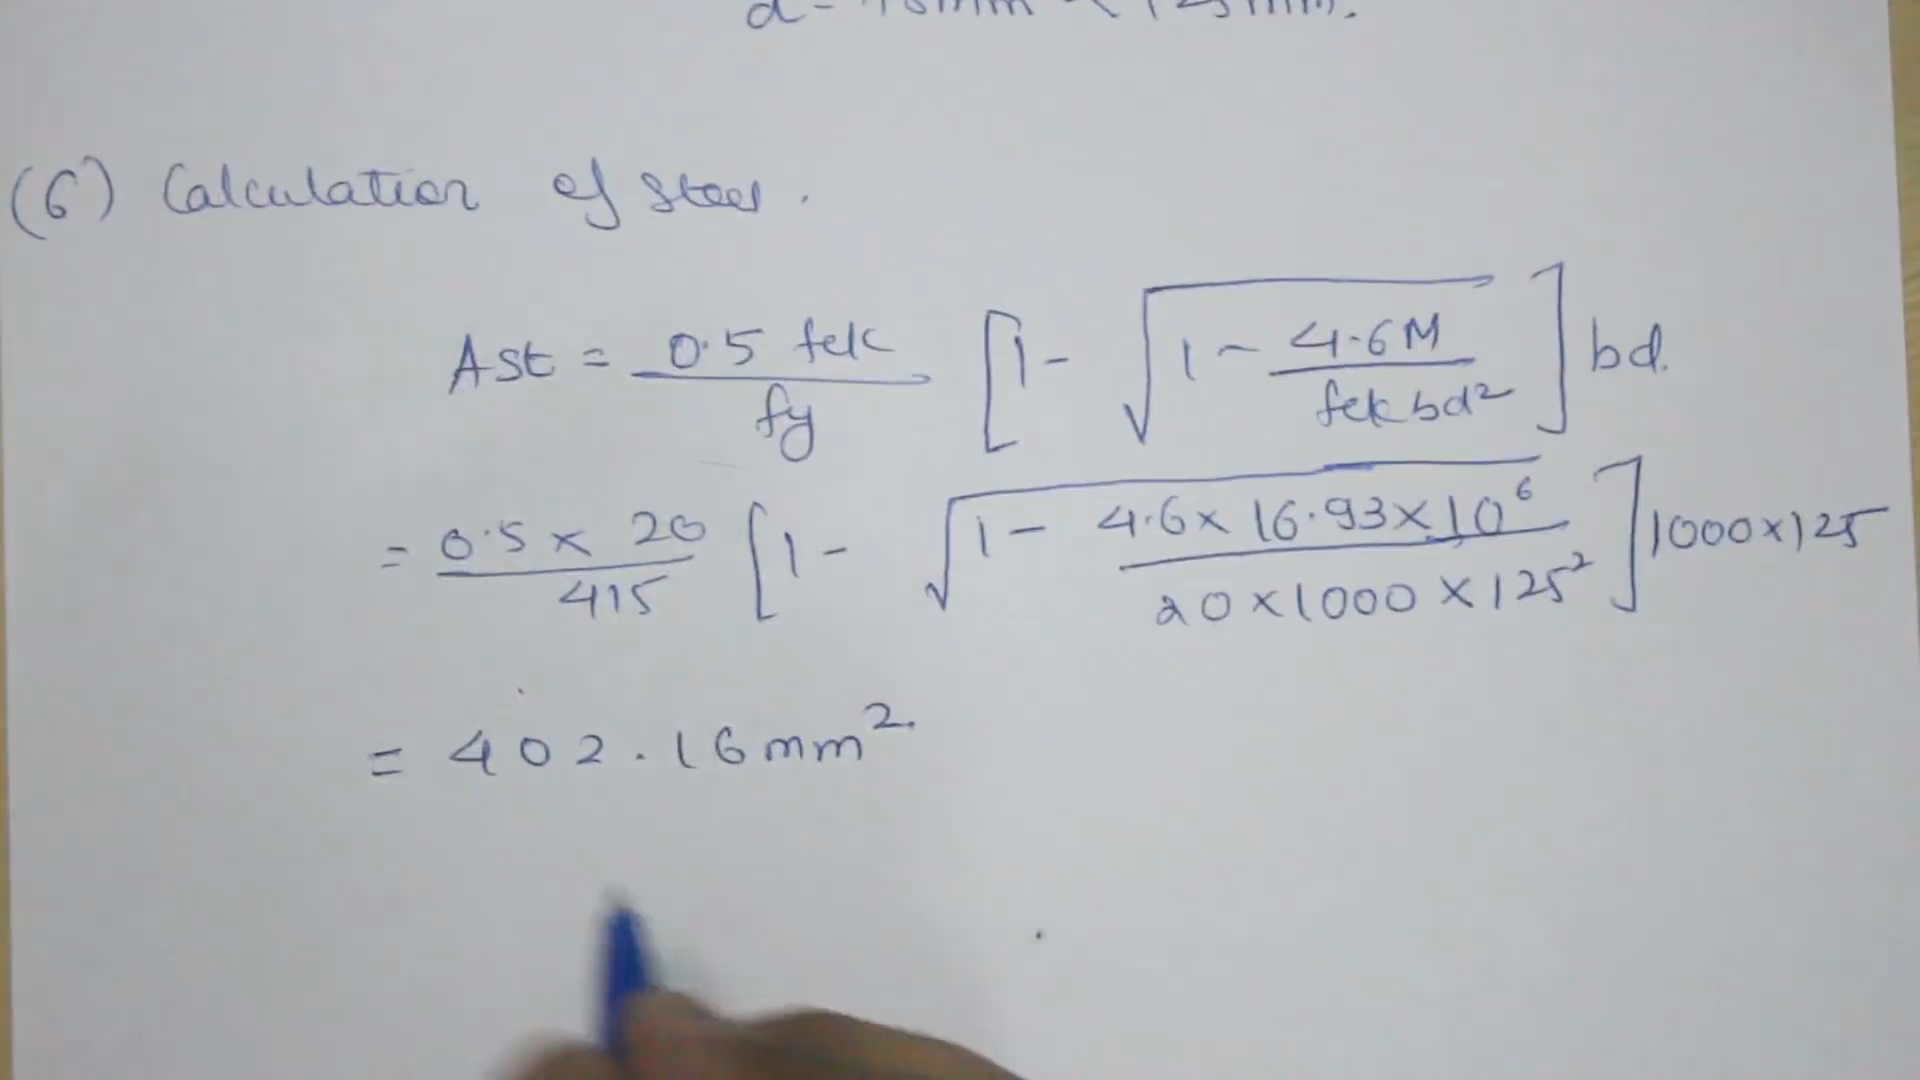 (6) Calculation of steel.
Ast = 0.5 fck / fy [1 - √(1 - 4.6M / fck bd²)] bd.
= 0.5 × 20 / 415 [1 - √(1 - 4.6 × 16.93 × 10⁶ / 20 × 1000 × 125²)] 1000 × 125
= 402.16 mm².